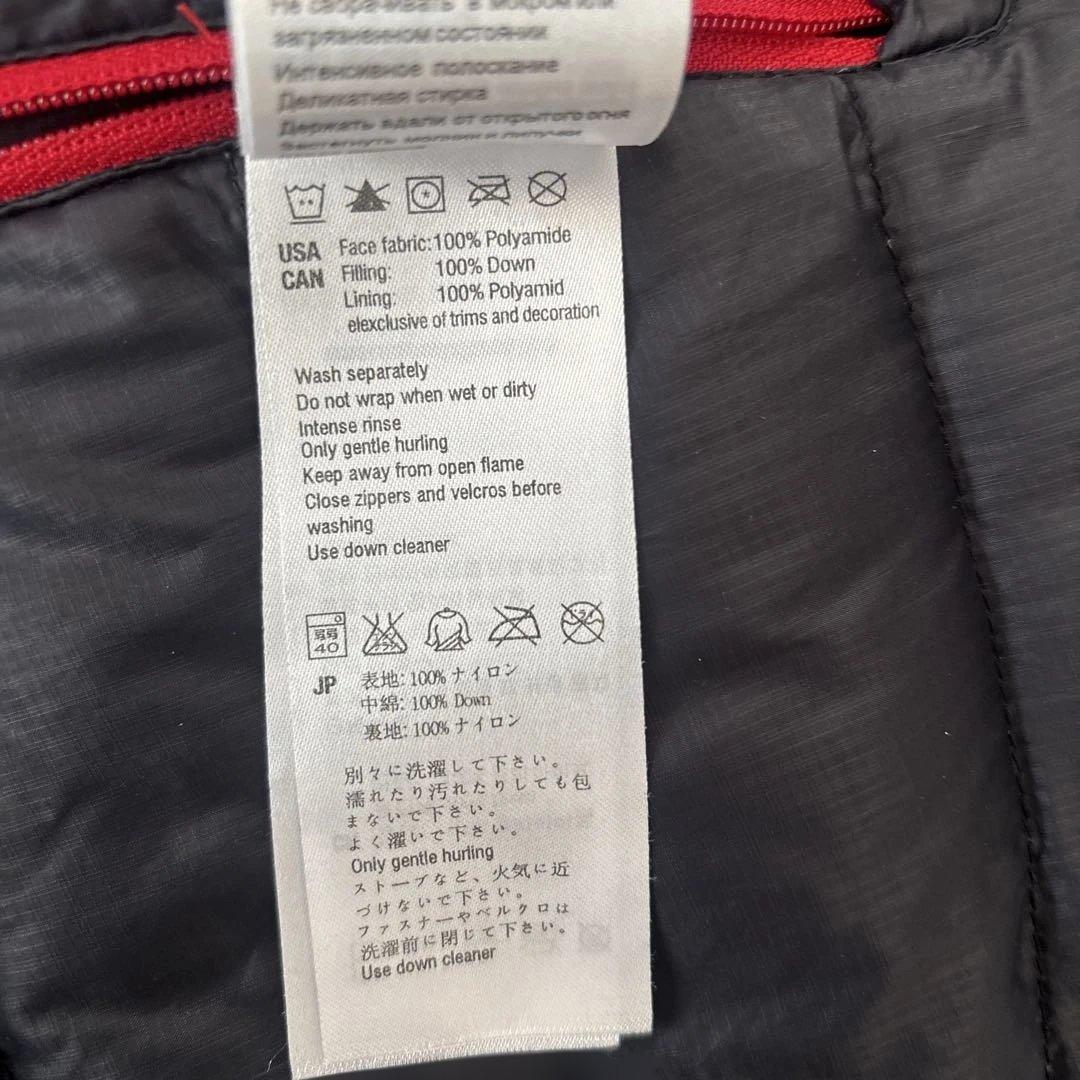 Не сворачивать в мокром или
загрязненном состоянии
Интенсивное полоскание
Деликатная стирка
Держать вдали от открытого огня
Застегнуть молнии и липучки
USA Face fabric: 100% Polyamide
CAN Filling: 100% Down
Lining: 100% Polyamid
elexclusive of trims and decoration
Wash separately
Do not wrap when wet or dirty
Intense rinse
Only gentle hurling
Keep away from open flame
Close zippers and velcros before
washing
Use down cleaner
弱弱
40
ドライ
JP 表地: 100% ナイロン
中綿: 100% Down
裏地: 100% ナイロン
別々に洗濯して下さい。
濡れたり汚れたりしても包
まないで下さい。
よく濯いで下さい。
Only gentle hurling
ストーブなど、火気に近
づけないで下さい。
ファスナーやベルクロは
洗濯前に閉じて下さい。
Use down cleaner